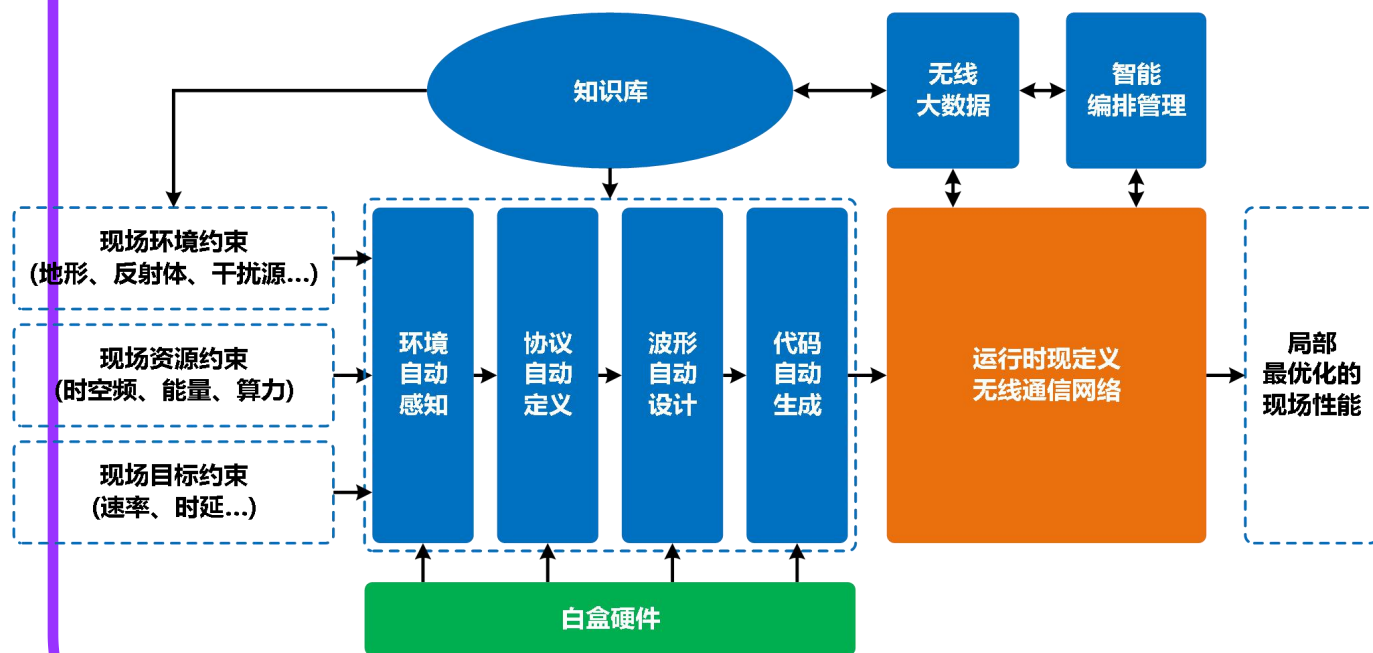 知识库
无线
大数据
智能
编排管理
现场环境约束
(地形、反射体、干扰源...)
现场资源约束
(时空频、能量、算力)
现场目标约束
(速率、时延...)
环境
自动
感知
协议
自动
定义
波形
自动
设计
代码
自动
生成
运行时现定义
无线通信网络
局部
最优化的
现场性能
白盒硬件